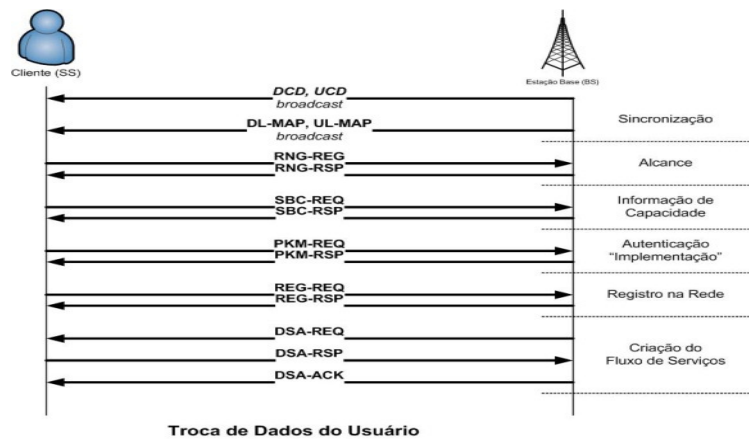 Cliente (SS)
Estação Base (BS)
DCD, UCD
broadcast
DL-MAP, UL-MAP
broadcast
Sincronização
RNG-REG
RNG-RSP
Alcance
SBC-REQ
SBC-RSP
Informação de
Capacidade
PKM-REQ
PKM-RSP
Autenticação
“Implementação”
REG-REQ
REG-RSP
Registro na Rede
DSA-REQ
DSA-RSP
DSA-ACK
Criação do
Fluxo de Serviços
Troca de Dados do Usuário